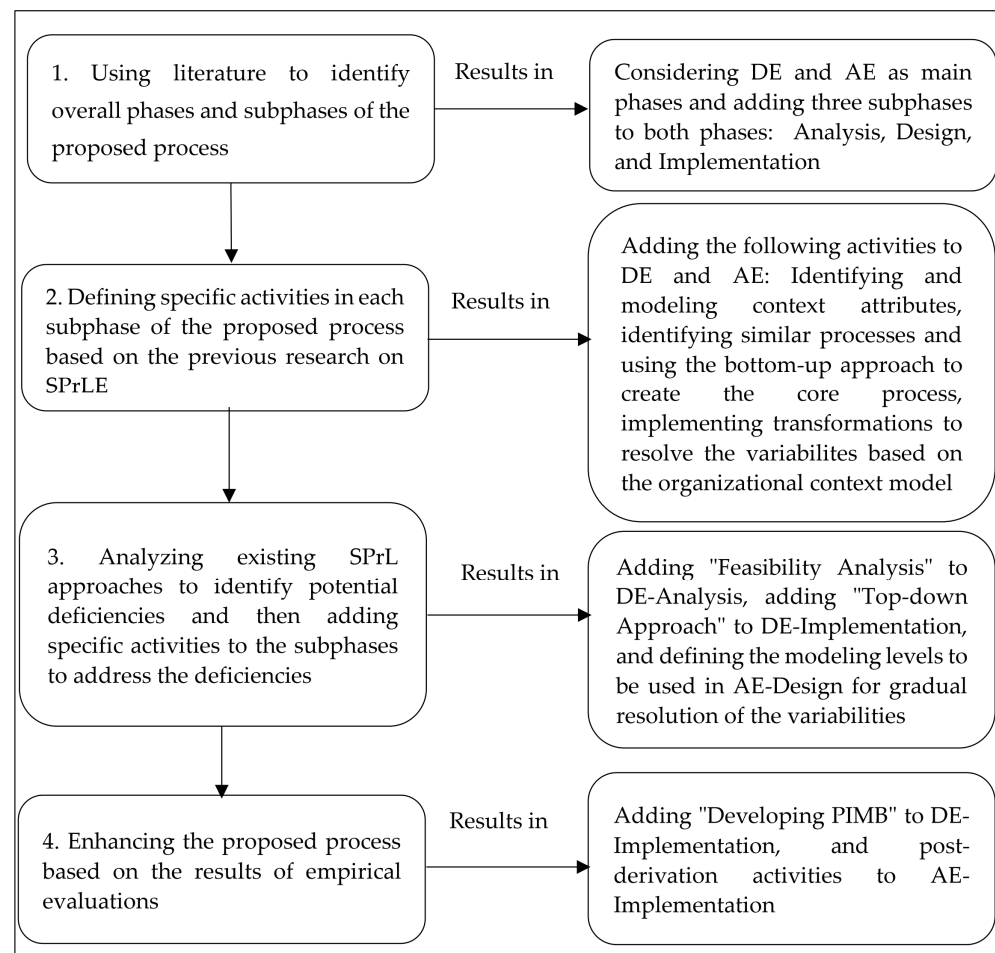 1. Using literature to identify
overall phases and subphases of the
proposed process
Results in
Considering DE and AE as main
phases and adding three subphases
to both phases: Analysis, Design,
and Implementation
2. Defining specific activities in each
subphase of the proposed process
based on the previous research on
SPrLE
Results in
Adding the following activities to
DE and AE: Identifying and
modeling context attributes,
identifying similar processes and
using the bottom-up approach to
create the core process,
implementing transformations to
resolve the variabilites based on
the organizational context model
3. Analyzing existing SPrL
approaches to identify potential
deficiencies and then adding
specific activities to the subphases
to address the deficiencies
Results in
Adding "Feasibility Analysis" to
DE-Analysis, adding "Top-down
Approach" to DE-Implementation,
and defining the modeling levels to
be used in AE-Design for gradual
resolution of the variabilities
4. Enhancing the proposed process
based on the results of empirical
evaluations
Results in
Adding "Developing PIMB" to DE-
Implementation, and post-
derivation activities to AE-
Implementation